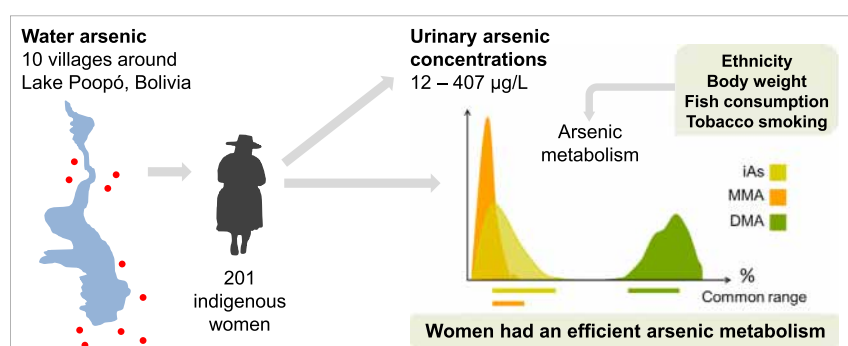 Water arsenic
10 villages around
Lake Poopó, Bolivia
201
indigenous
women
Urinary arsenic
concentrations
12 – 407 µg/L
Ethnicity
Body weight
Fish consumption
Tobacco smoking
Arsenic
metabolism
iAs
MMA
DMA
%
Common range
Women had an efficient arsenic metabolism